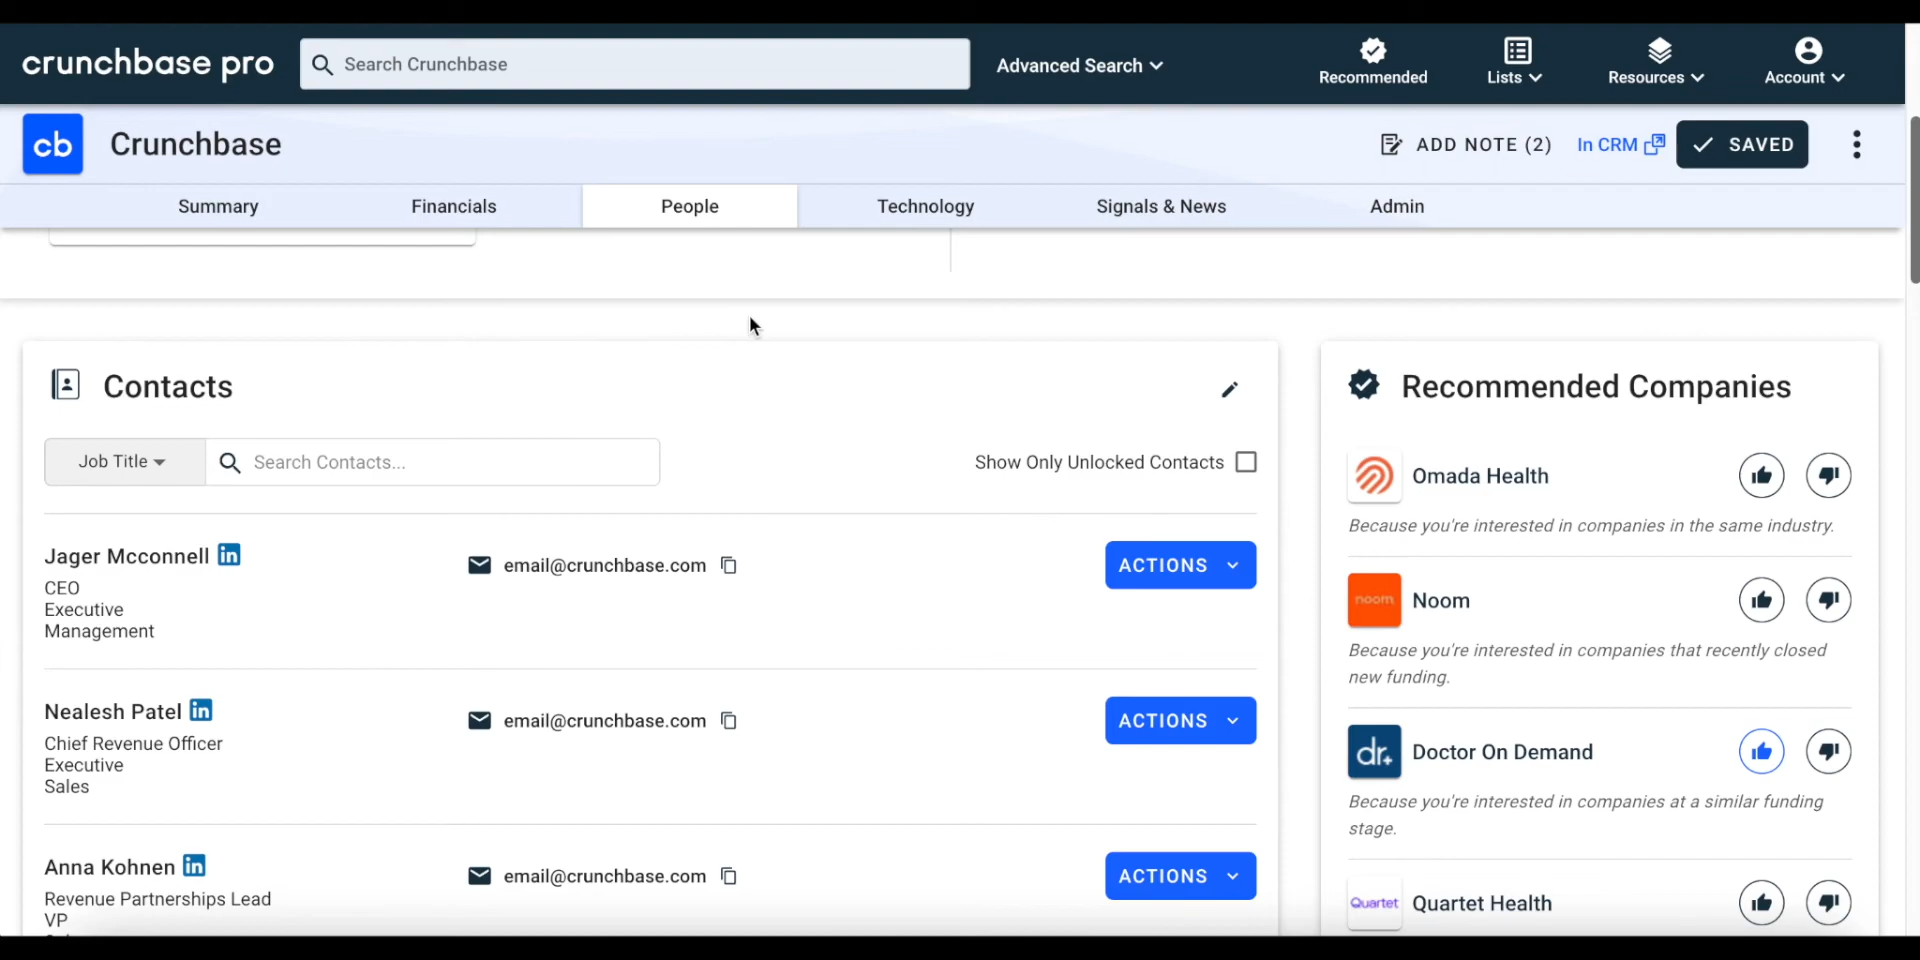 crunchbase pro
Search Crunchbase
Advanced Search
Recommended
Lists
Resources
Account
cb
Crunchbase
ADD NOTE (2)
In CRM
SAVED
Summary
Financials
People
Technology
Signals & News
Admin
Contacts
Job Title
Search Contacts...
Show Only Unlocked Contacts
Jager Mcconnell in
CEO
Executive
Management
email@crunchbase.com
ACTIONS
Nealesh Patel in
Chief Revenue Officer
Executive
Sales
email@crunchbase.com
ACTIONS
Anna Kohnen in
Revenue Partnerships Lead
VP
email@crunchbase.com
ACTIONS
Recommended Companies
Omada Health
Because you're interested in companies in the same industry.
noom
Noom
Because you're interested in companies that recently closed
new funding.
dr+
Doctor On Demand
Because you're interested in companies at a similar funding
stage.
Quartet
Quartet Health